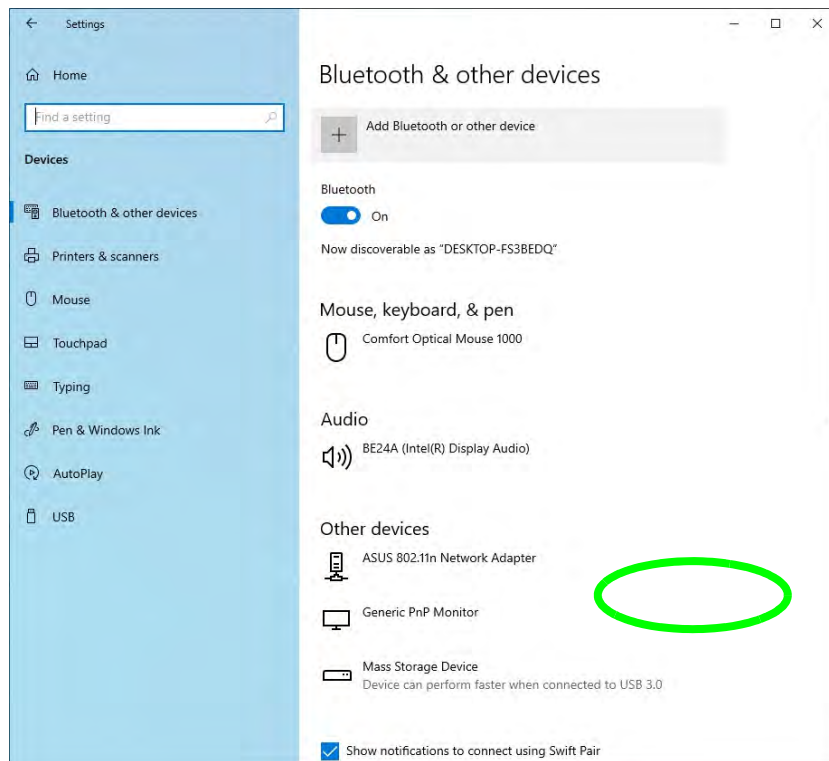 Settings
Home
Find a setting
Devices
Bluetooth & other devices
Printers & scanners
Mouse
Touchpad
Typing
Pen & Windows Ink
AutoPlay
USB
Bluetooth & other devices
Add Bluetooth or other device
Bluetooth
On
Now discoverable as “DESKTOP-FS3BEDQ”
Mouse, keyboard, & pen
Comfort Optical Mouse 1000
Audio
BE24A (Intel(R) Display Audio)
Other devices
ASUS 802.11n Network Adapter
Generic PnP Monitor
Mass Storage Device
Device can perform faster when connected to USB 3.0
Show notifications to connect using Swift Pair